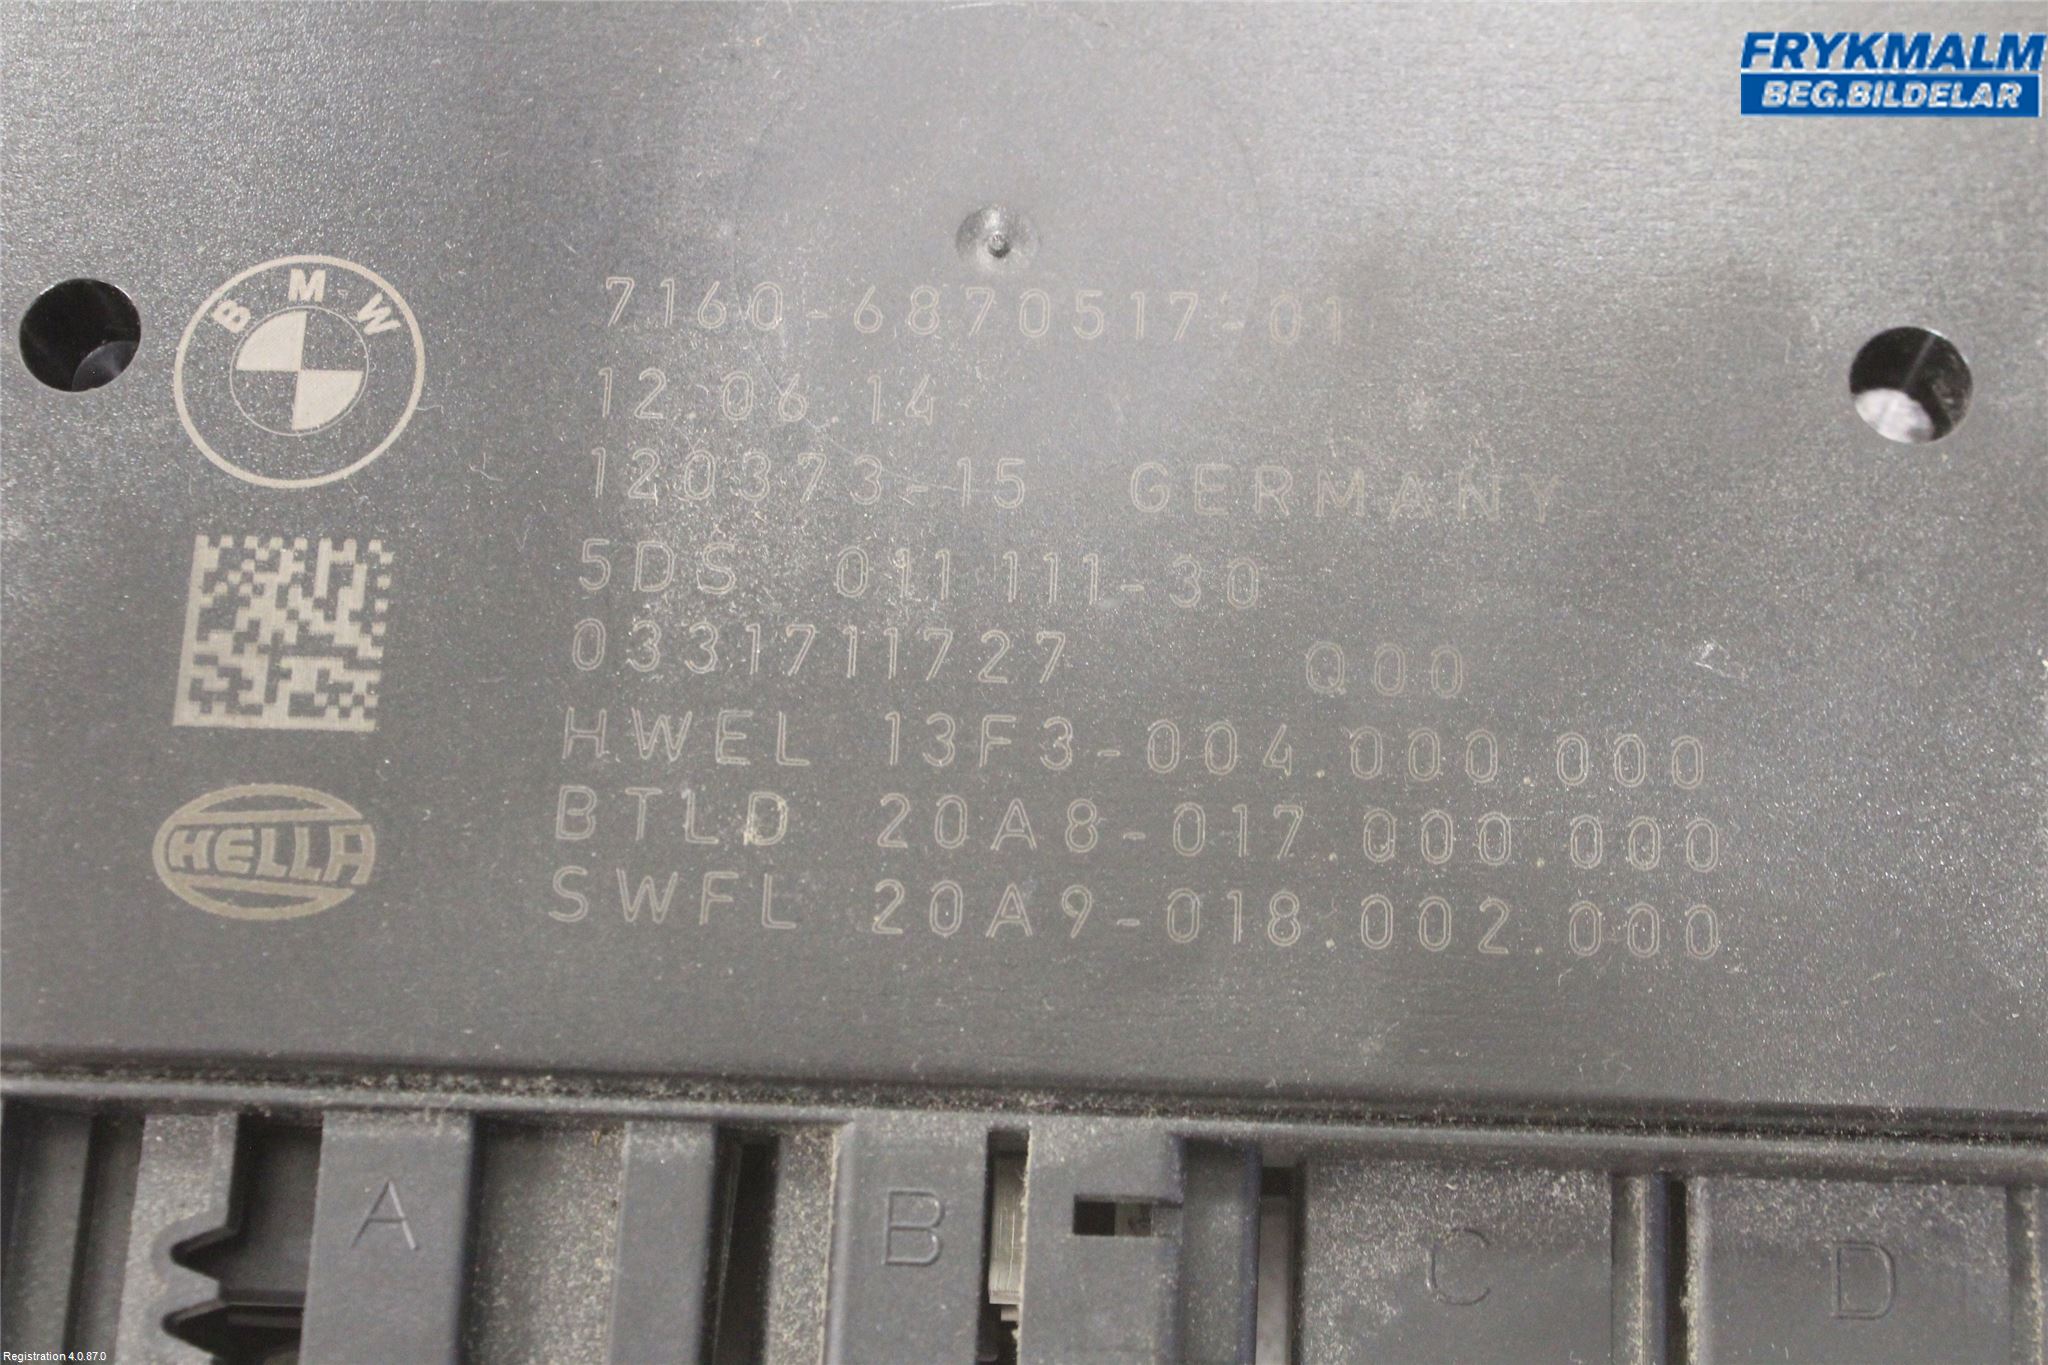 FRYKMALM
BEG.BILDELAR
BMW
7160-6870517-01
12.06.14
120373-15 GERMANY
5DS 011 111-30
0331711727 Q00
HWEL 13F3-004.000.000
BTLD 20A8-017.000.000
SWFL 20A9-018.002.000
HELLA
A B C D
Registration 4.0.87.0